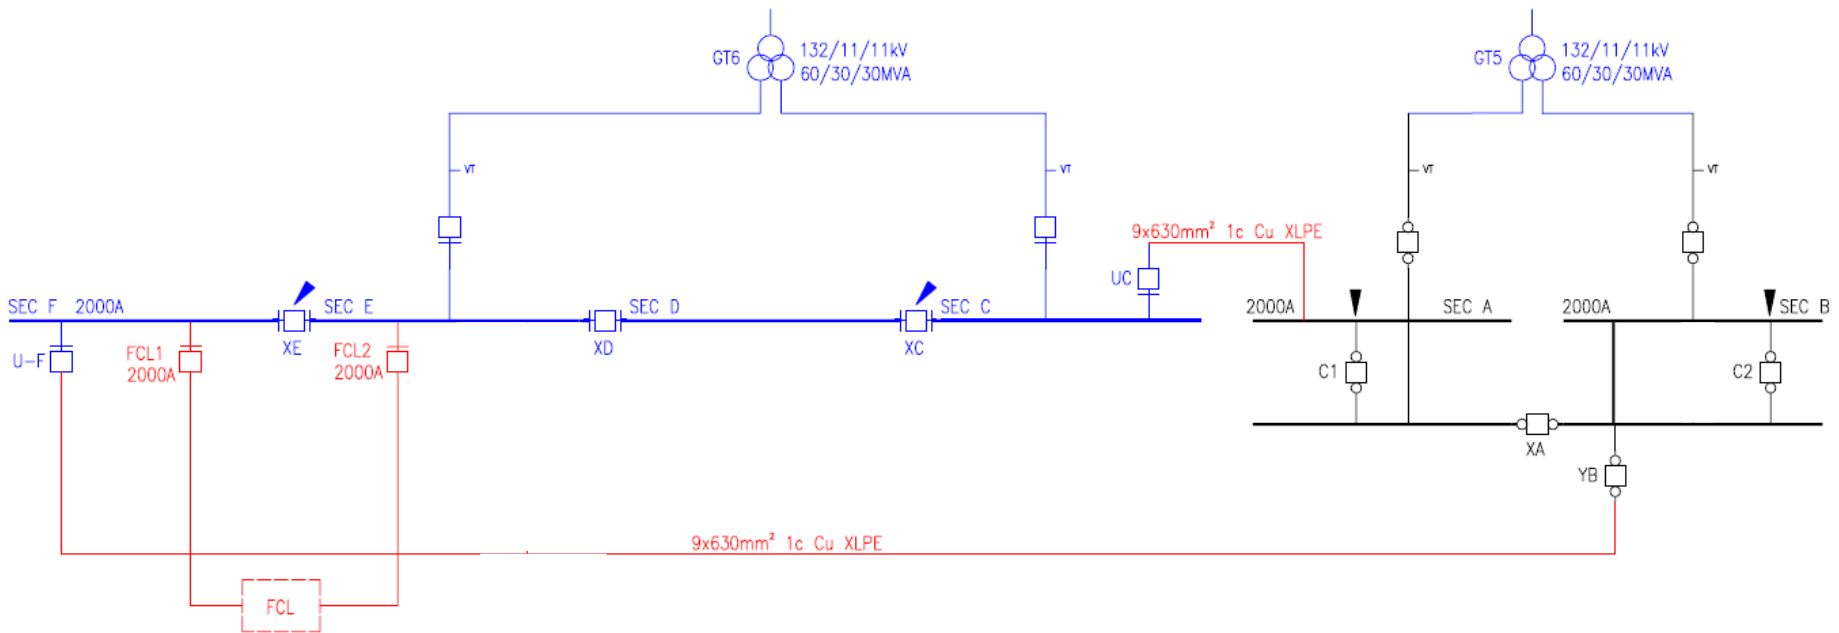 GT6
132/11/11kV
60/30/30MVA
GT5
132/11/11kV
60/30/30MVA
VT
VT
VT
VT
9x630mm² 1c Cu XLPE
UC
SEC F 2000A
SEC E
SEC D
SEC C
2000A
SEC A
2000A
SEC B
U-F
FCL1
2000A
XE
FCL2
2000A
XD
XC
C1
C2
XA
YB
9x630mm² 1c Cu XLPE
FCL